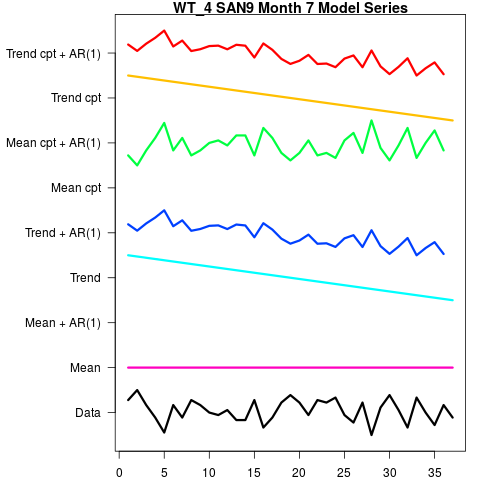 WT_4 SAN9 Month 7 Model Series
Trend cpt + AR(1)
Trend cpt
Mean cpt + AR(1)
Mean cpt
Trend + AR(1)
Trend
Mean + AR(1)
Mean
Data
0 5 10 15 20 25 30 35